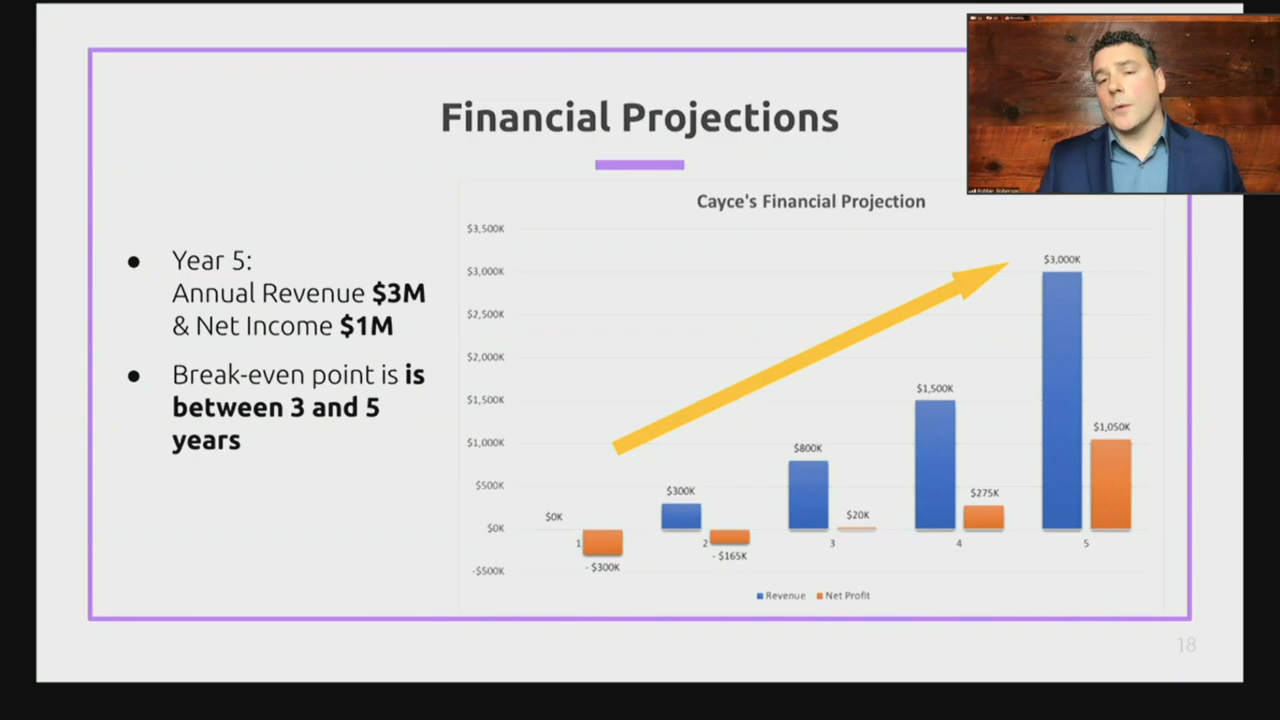 Financial Projections
● Year 5:
Annual Revenue $3M
& Net Income $1M
● Break-even point is is
between 3 and 5
years
Cayce's Financial Projection
$3,500K
$3,000K
$2,500K
$2,000K
$1,500K
$1,000K
$500K
$0K
-$500K
$0K
- $300K
$300K
- $165K
$800K
$20K
$1,500K
$275K
$3,000K
$1,050K
1
2
3
4
5
Revenue
Net Profit
18